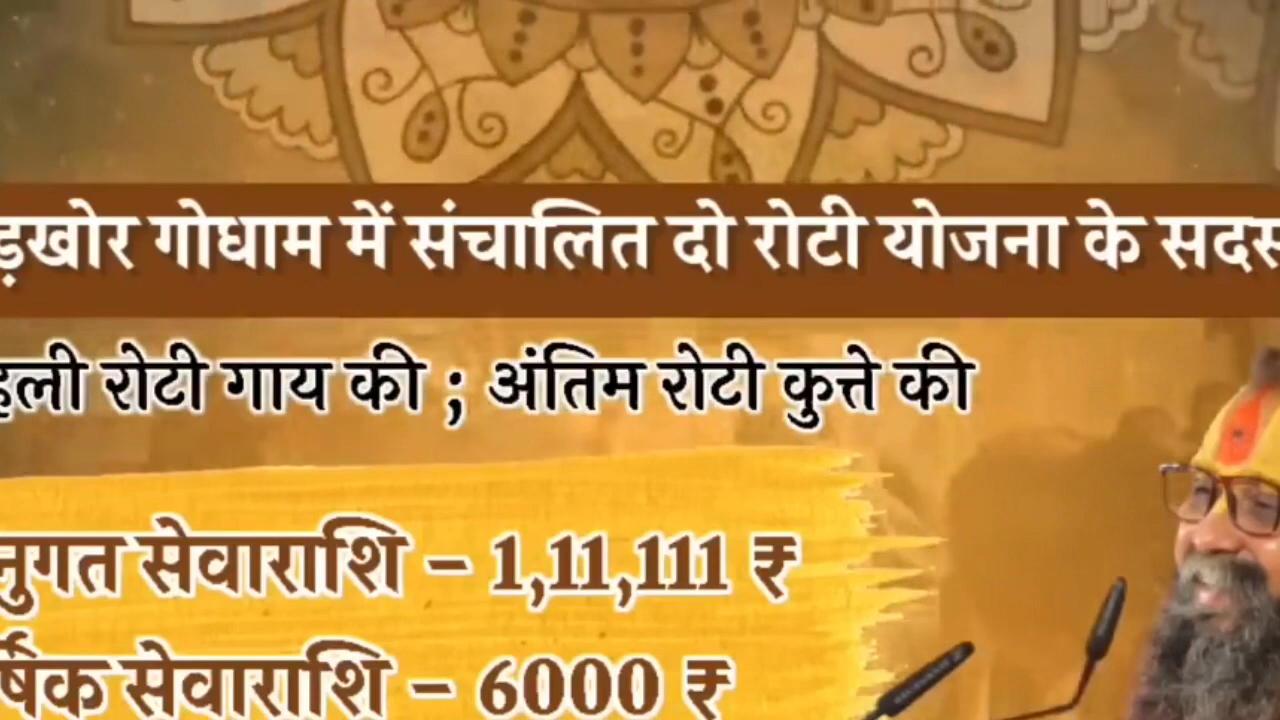 ड़खोर गोधाम में संचालित दो रोटी योजना के सदस
हली रोटी गाय की ; अंतिम रोटी कुत्ते की
नुगत सेवाराशि – 1,11,111 ₹
र्षिक सेवाराशि – 6000 ₹